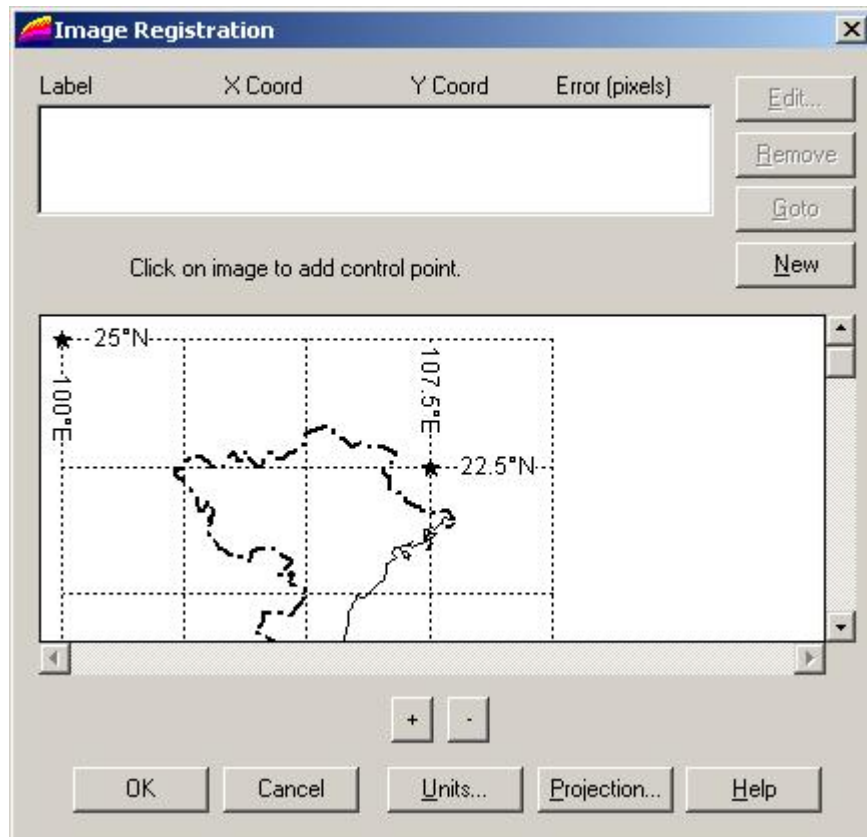 Image Registration
Label X Coord Y Coord Error (pixels)
Edit...
Remove
Goto
New
Click on image to add control point.
25°N
100°E
107.5°E
22.5°N
+ -
OK Cancel Units... Projection... Help